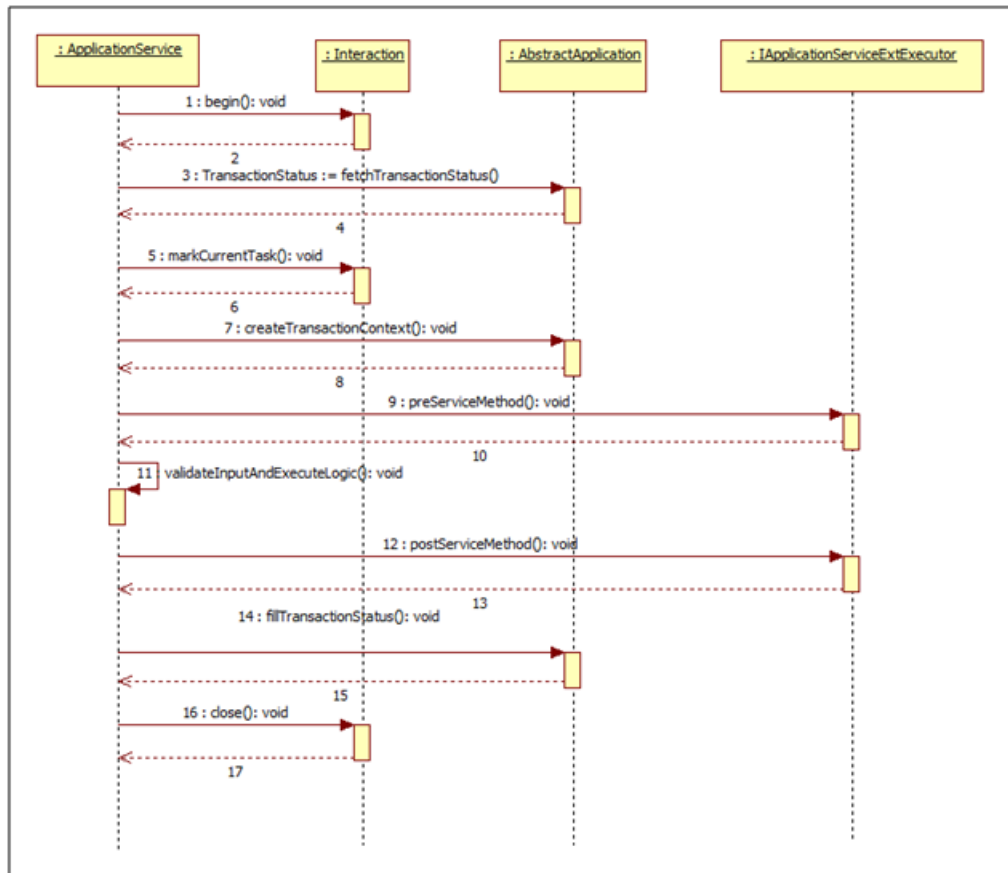 : ApplicationService
: Interaction
: AbstractApplication
: IApplicationServiceExtExecutor
1 : begin(): void
2
3 : TransactionStatus := fetchTransactionStatus()
4
5 : markCurrentTask(): void
6
7 : createTransactionContext(): void
8
9 : preServiceMethod(): void
10
11 : validateInputAndExecuteLogic(): void
12 : postServiceMethod(): void
13
14 : fillTransactionStatus(): void
15
16 : close(): void
17